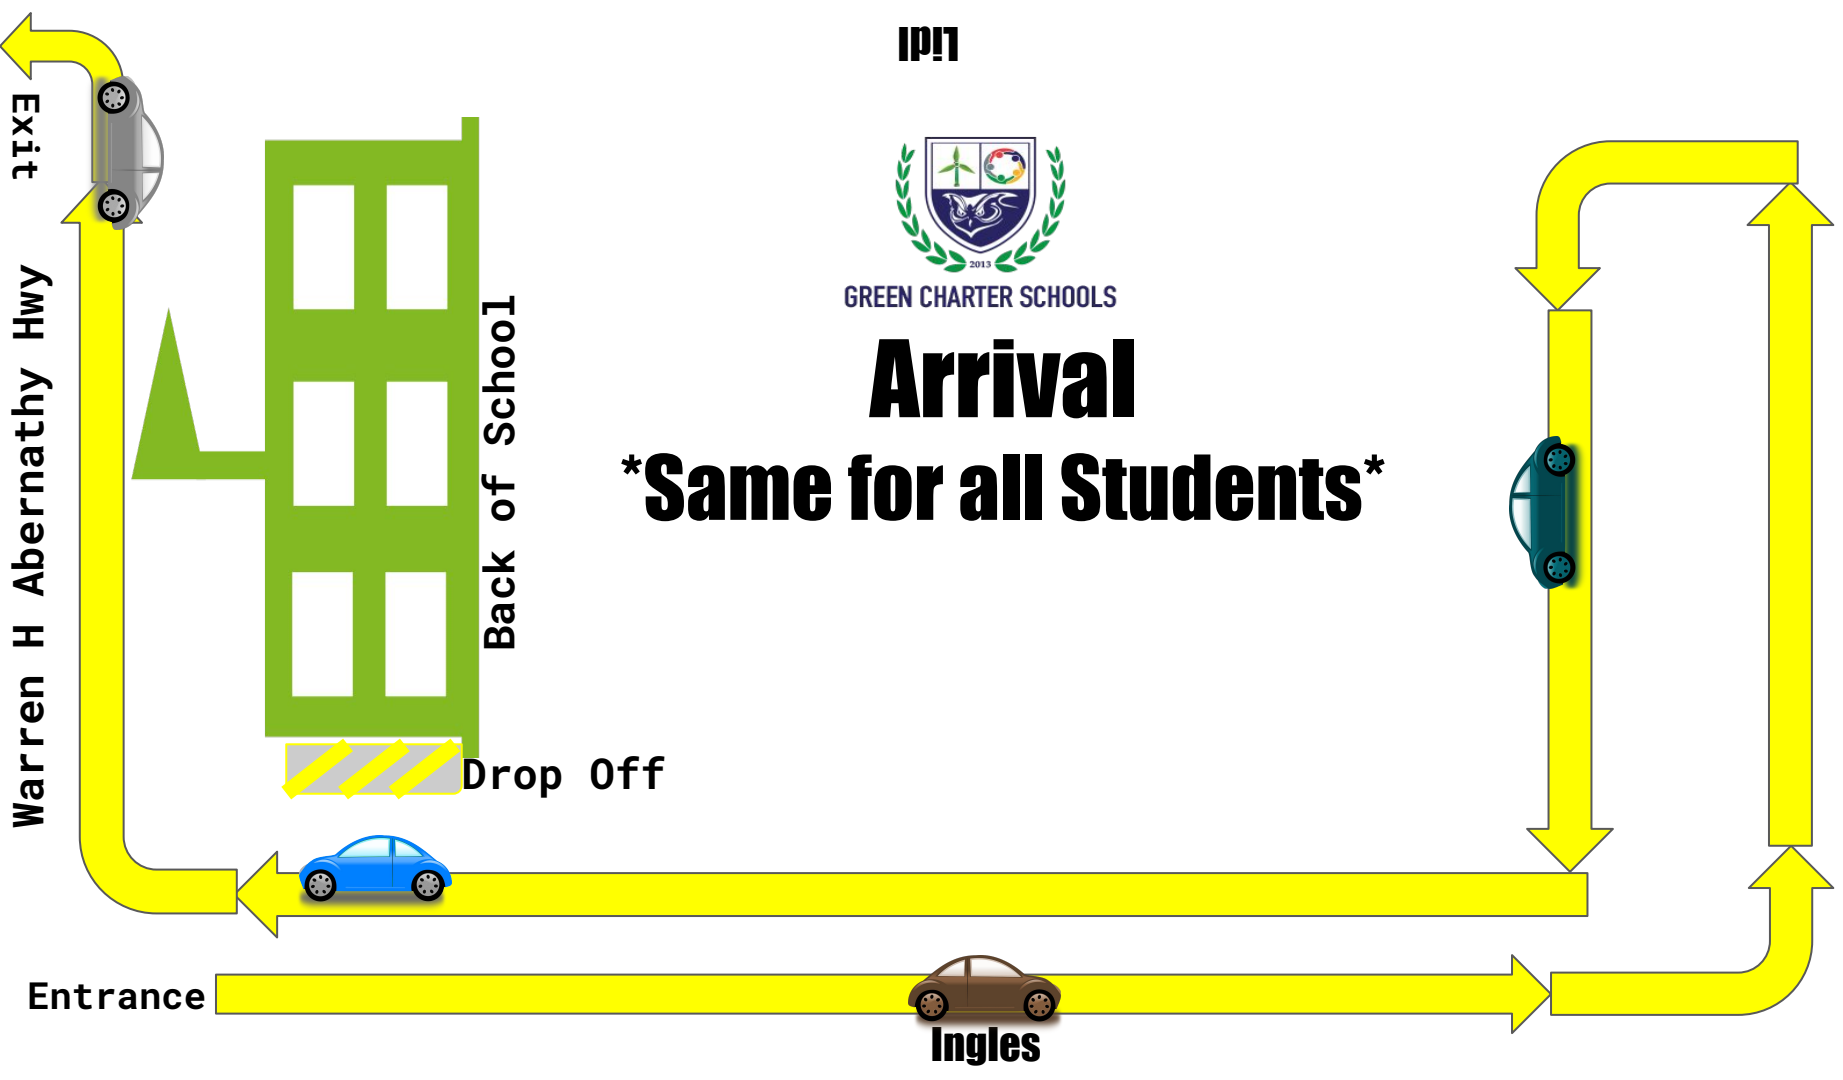 Lidl
Exit
2013
GREEN CHARTER SCHOOLS
Arrival
*Same for all Students*
Warren H Abernathy Hwy
Back of School
Drop Off
Entrance
Ingles